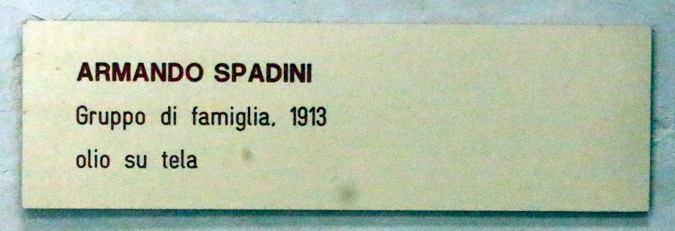 ARMANDO SPADINI
Gruppo di famiglia. 1913
olio su tela